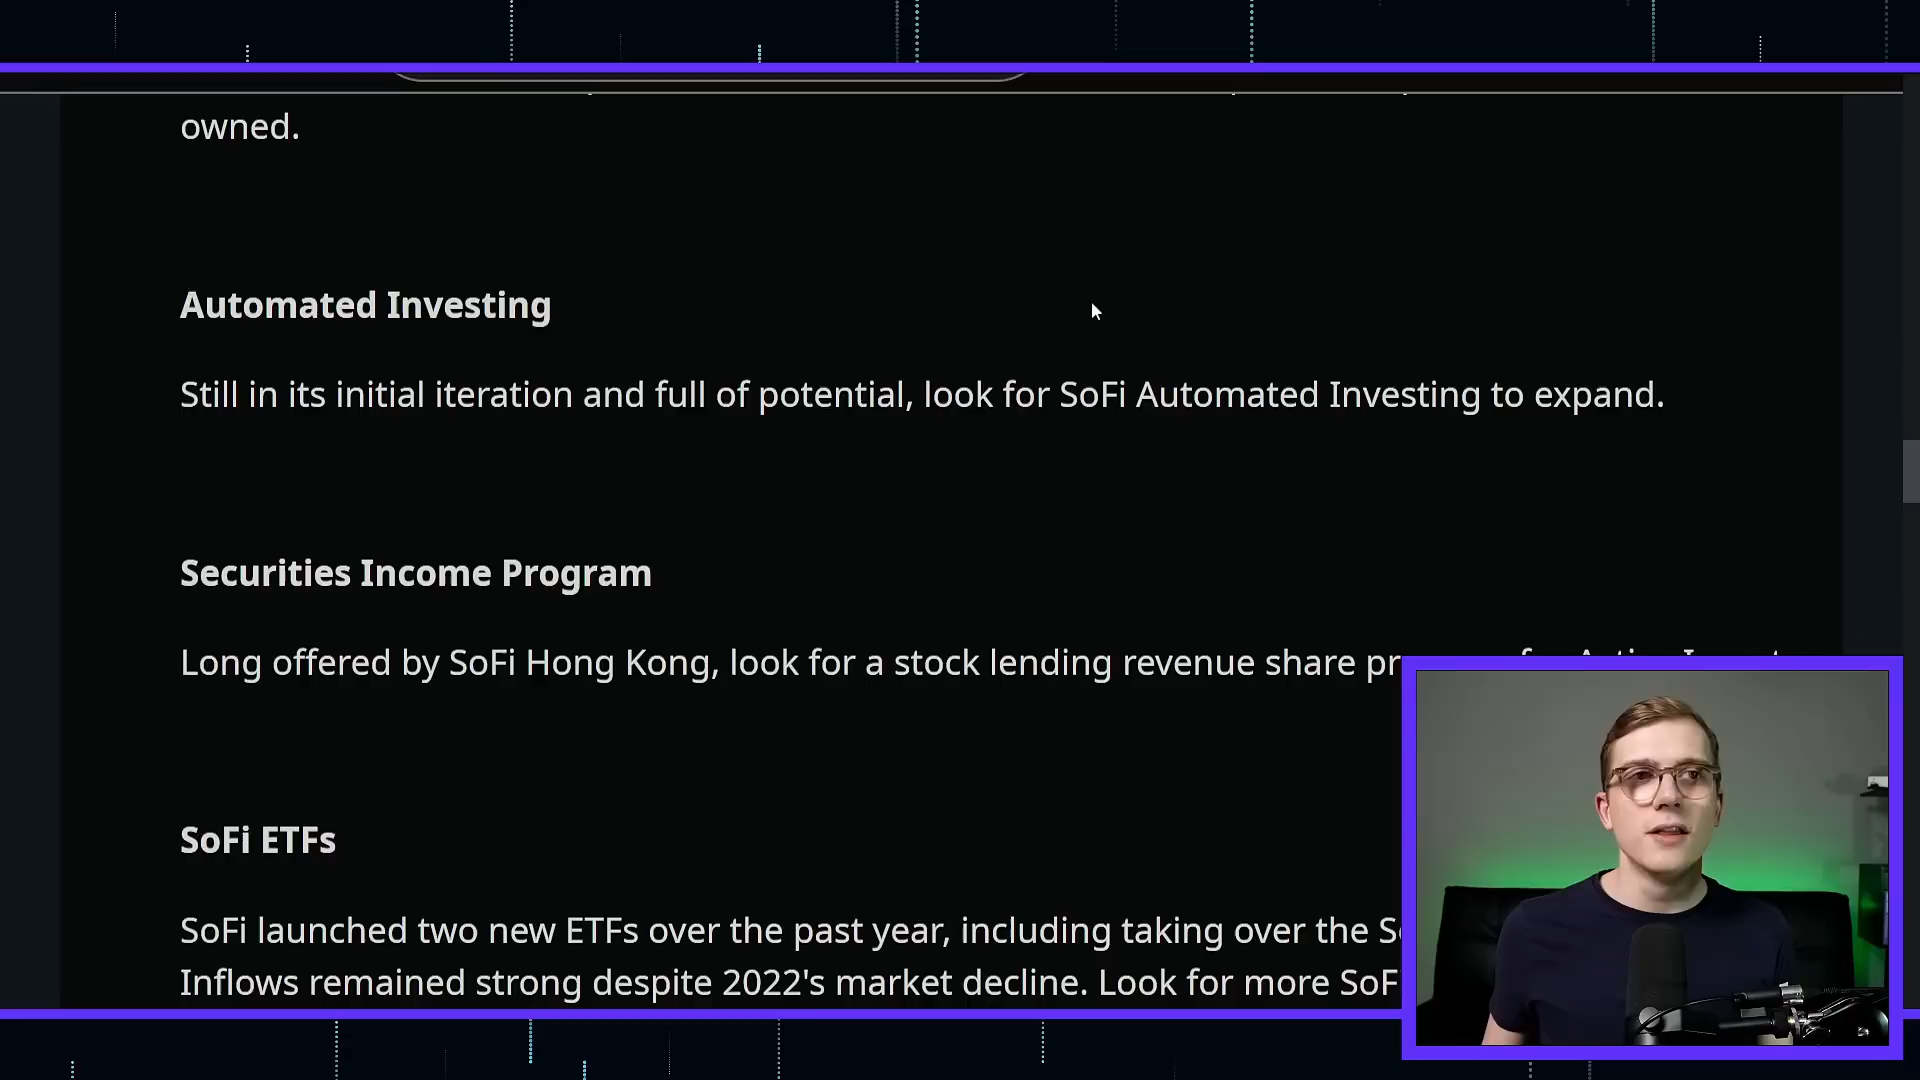 owned.
Automated Investing
Still in its initial iteration and full of potential, look for SoFi Automated Investing to expand.
Securities Income Program
Long offered by SoFi Hong Kong, look for a stock lending revenue share
SoFi ETFs
SoFi launched two new ETFs over the past year, including taking over the
Inflows remained strong despite 2022's market decline. Look for more SoF